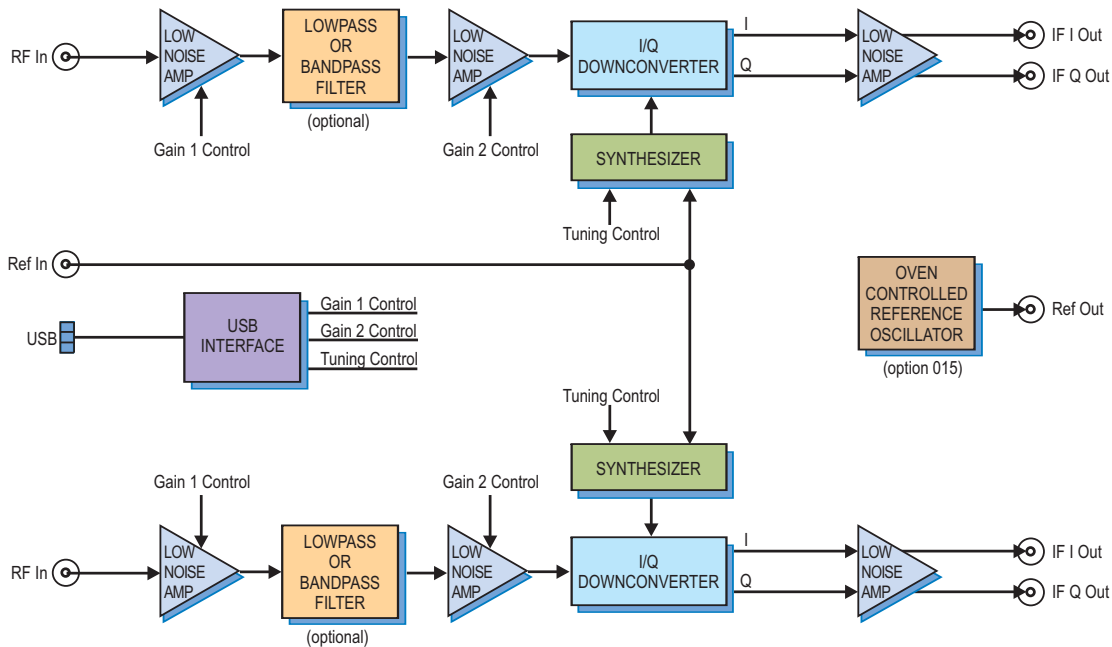 RF In
LOW
NOISE
AMP
Gain 1 Control
LOWPASS
OR
BANDPASS
FILTER
(optional)
LOW
NOISE
AMP
Gain 2 Control
I/Q
DOWNCONVERTER
I
Q
LOW
NOISE
AMP
IF I Out
IF Q Out
SYNTHESIZER
Tuning Control
Ref In
USB
USB
INTERFACE
Gain 1 Control
Gain 2 Control
Tuning Control
OVEN
CONTROLLED
REFERENCE
OSCILLATOR
(option 015)
Ref Out
Tuning Control
SYNTHESIZER
Gain 1 Control
Gain 2 Control
RF In
LOW
NOISE
AMP
LOWPASS
OR
BANDPASS
FILTER
(optional)
LOW
NOISE
AMP
I/Q
DOWNCONVERTER
I
Q
LOW
NOISE
AMP
IF I Out
IF Q Out